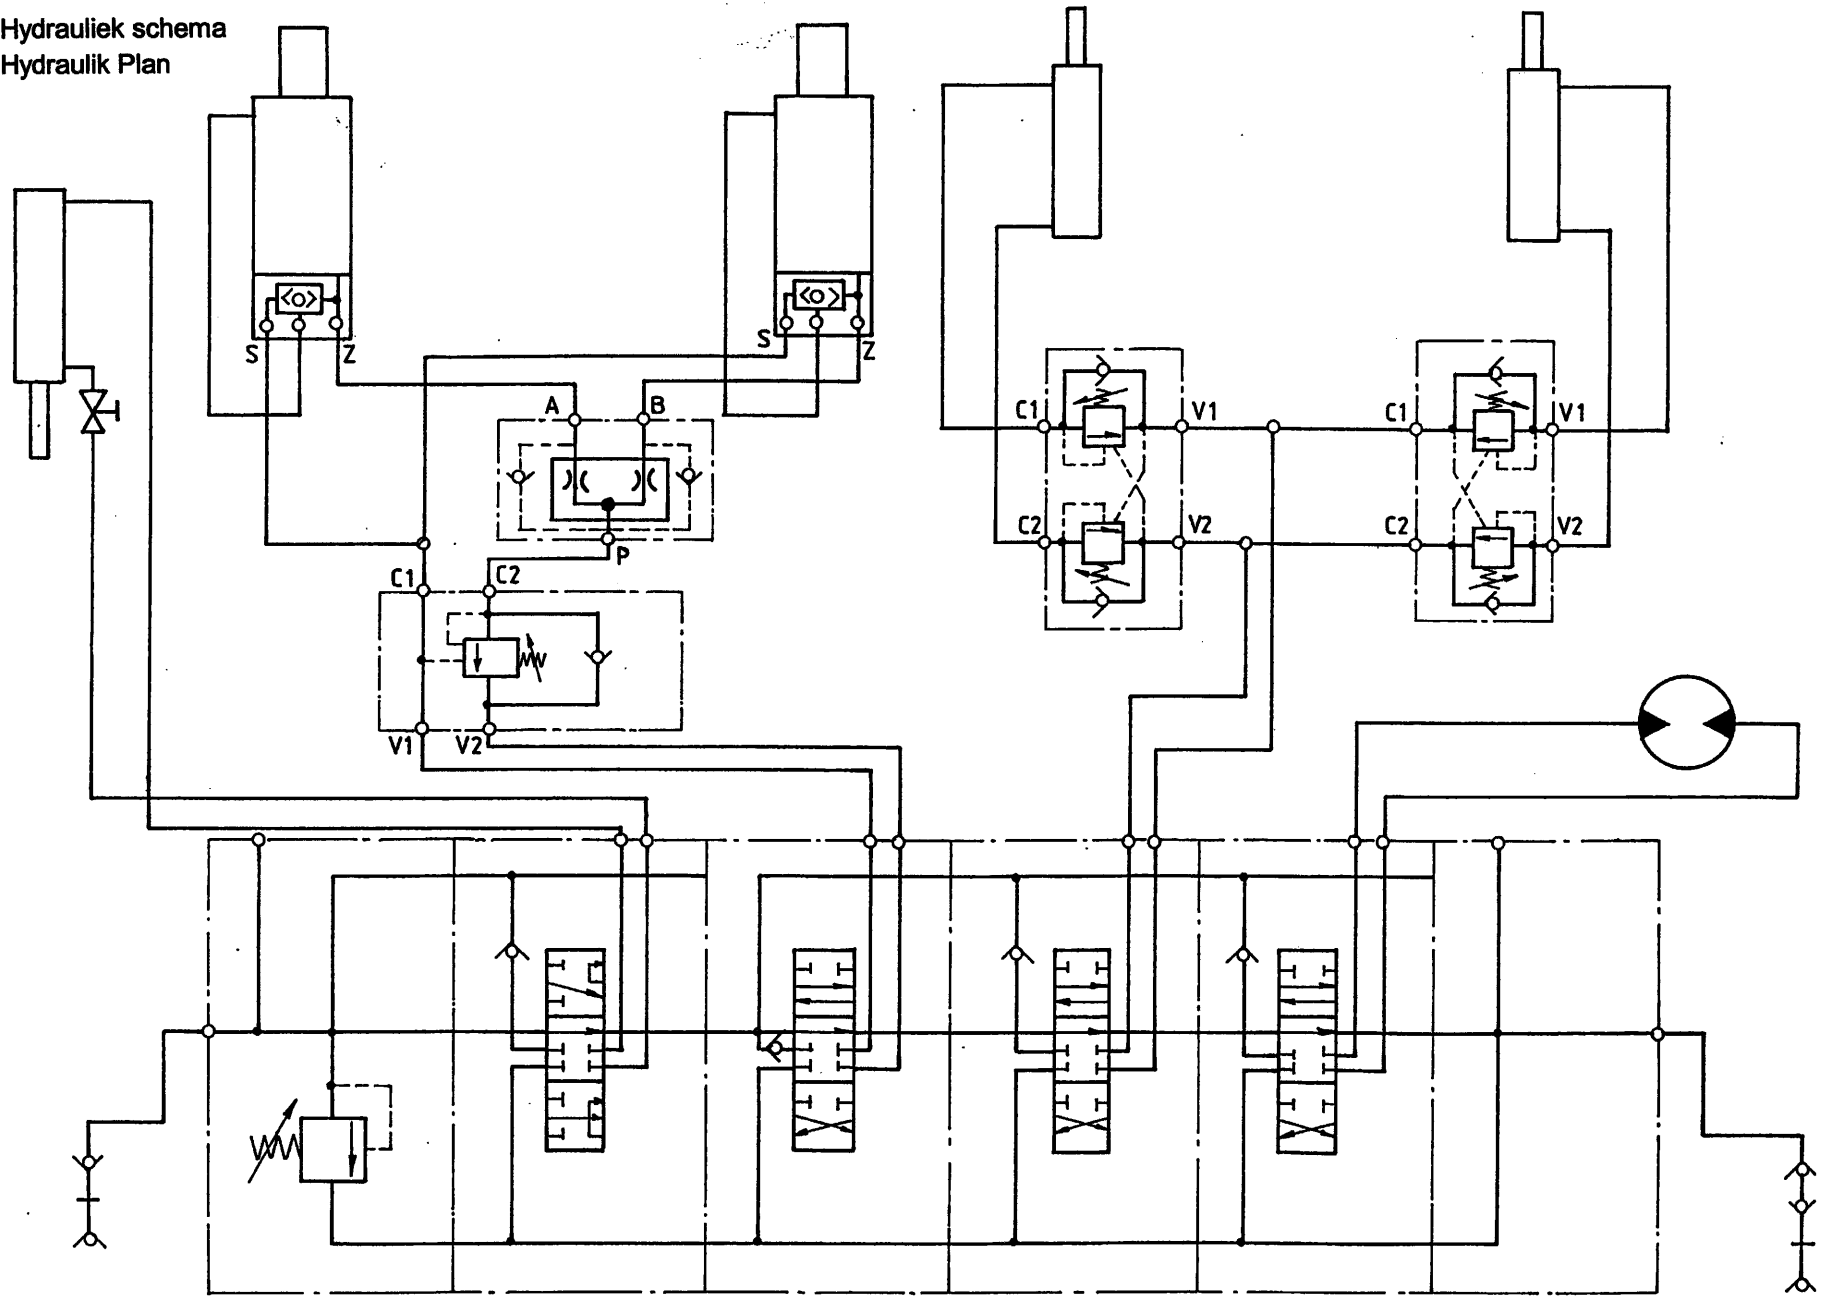 Hydrauliek schema
Hydraulik Plan
S Z
S Z
A B
P
C1 V1
C2 V2
C1 V1
C2 V2
C1 C2
V1 V2